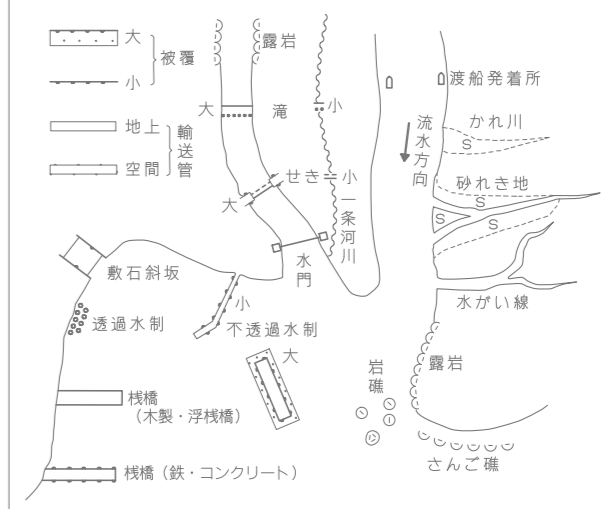 大
被覆
小
地上
空間
輸送管
露岩
大
滝
小
せき
小
大
一条河川
水門
流水方向
渡船発着所
かれ川
S
砂れき地
S
S
S
水がい線
敷石斜坂
透過水制
小
不透過水制
大
桟橋
(木製・浮桟橋)
桟橋(鉄・コンクリート)
岩礁
露岩
さんご礁